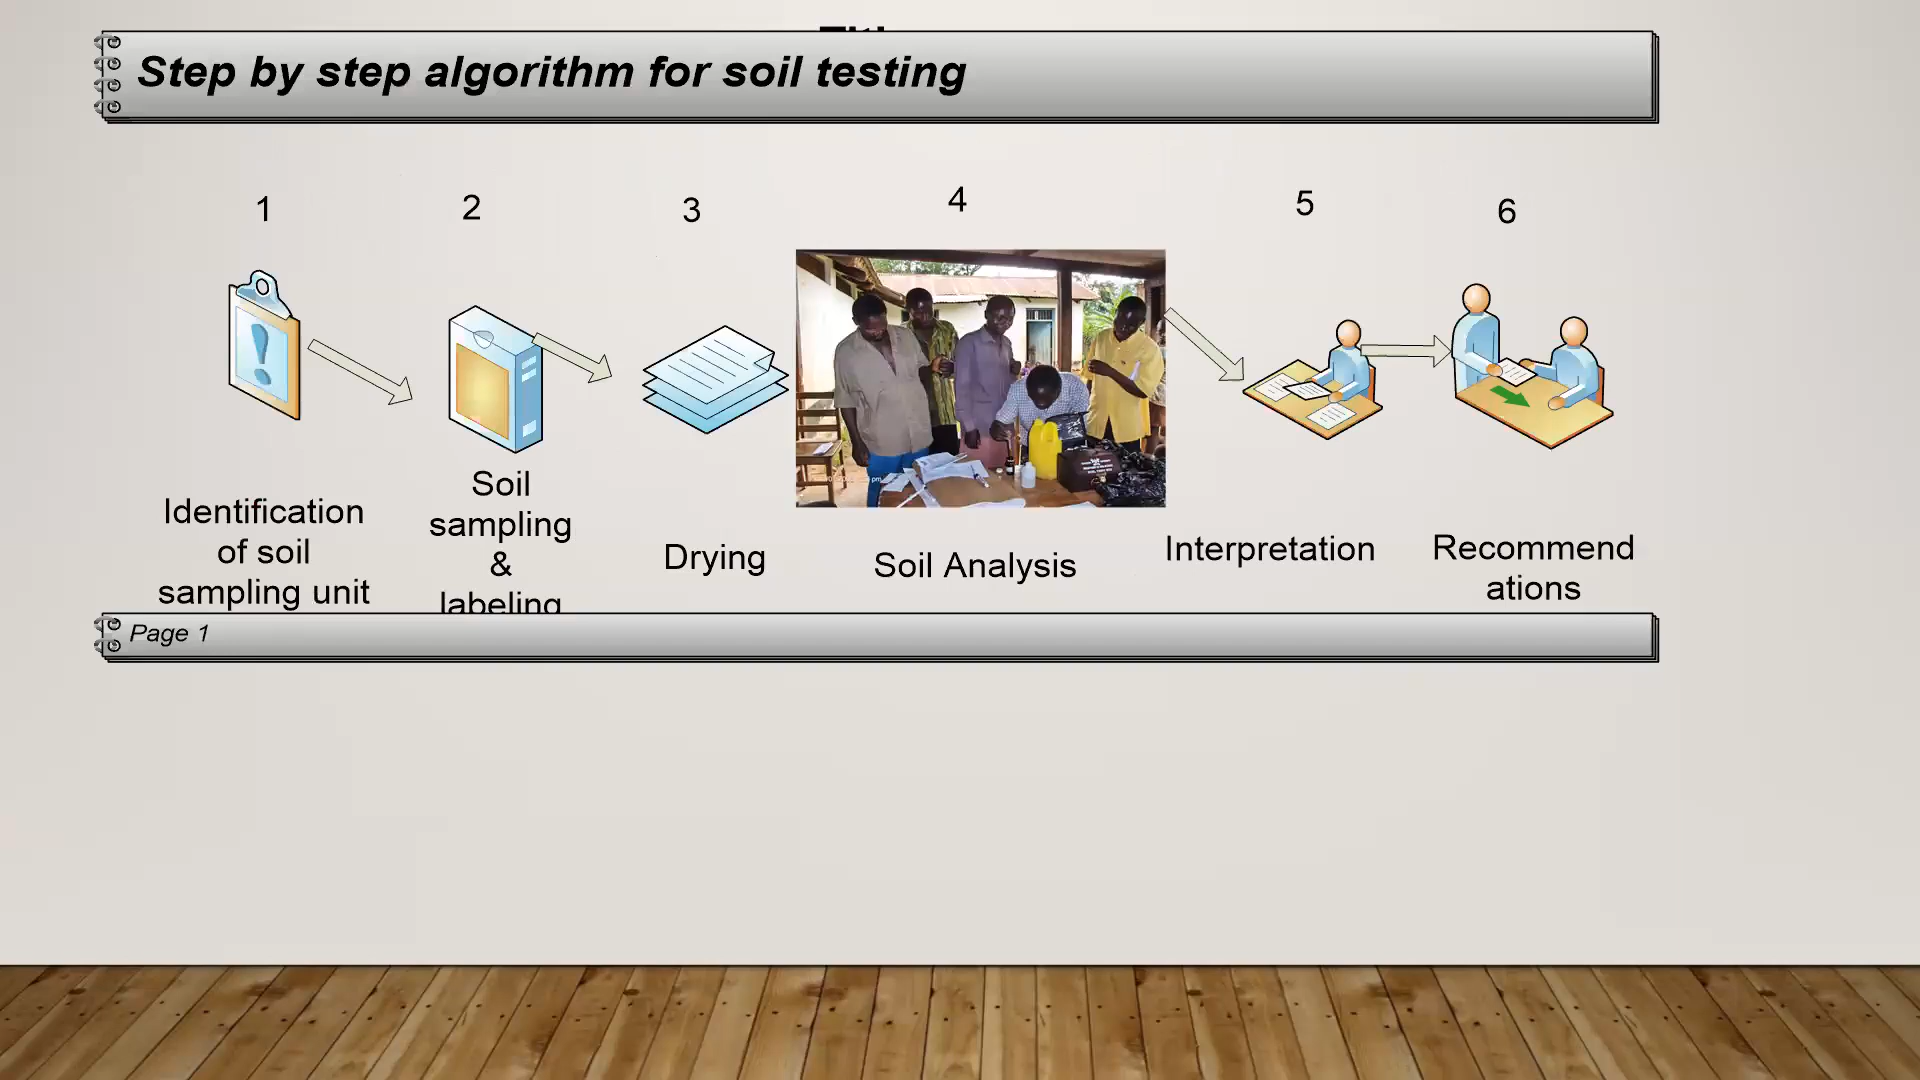 Step by step algorithm for soil testing
1
2
3
4
5
6
Identification
of soil
sampling unit
Soil
sampling
&
labeling
Drying
Soil Analysis
Interpretation
Recommend
ations
Page 1